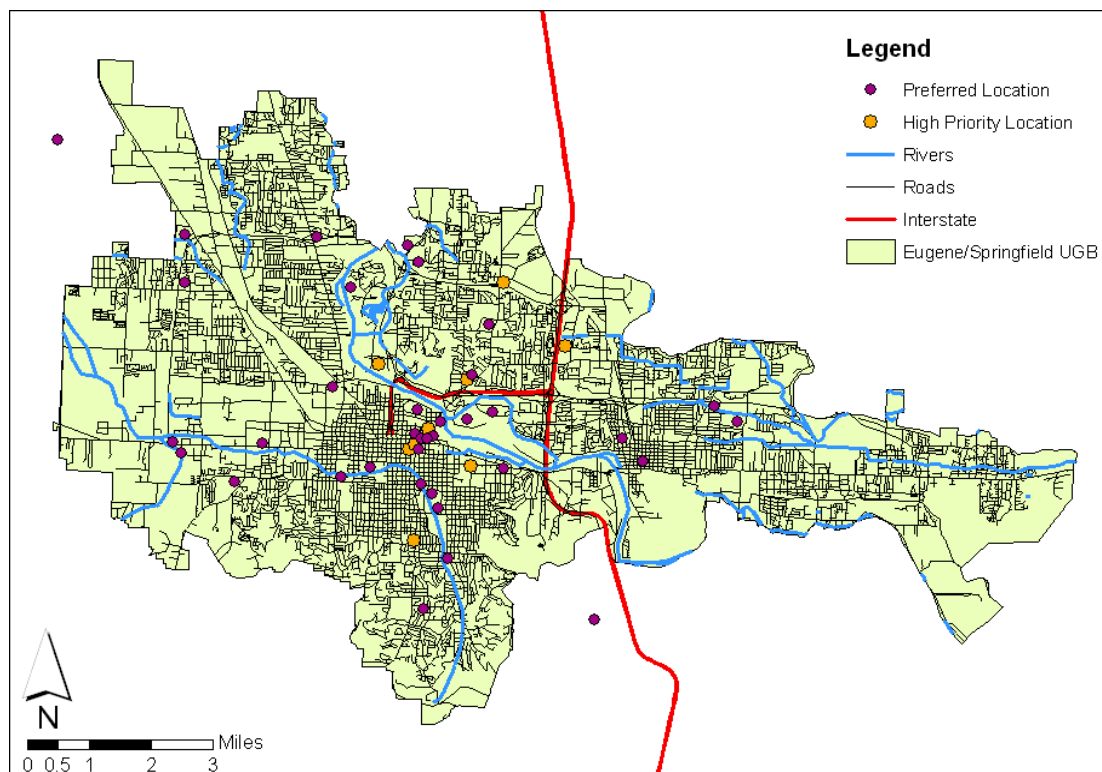 Legend
Preferred Location
High Priority Location
Rivers
Roads
Interstate
Eugene/Springfield UGB
N
Miles
0 0.5 1 2 3